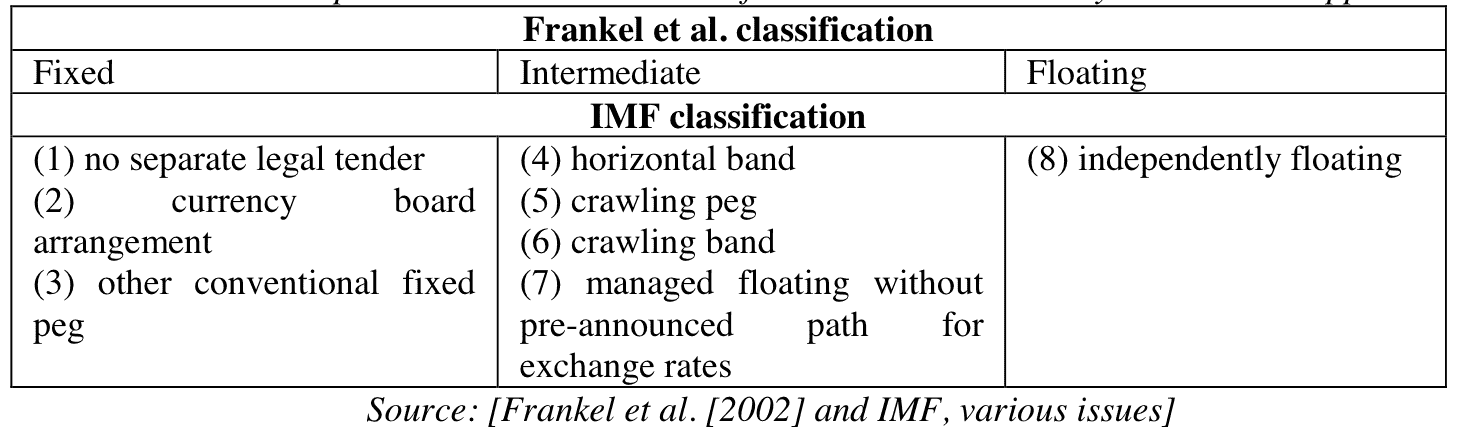 Frankel et al. classification
Fixed
Intermediate
Floating
IMF classification
(1) no separate legal tender
(2) currency board
arrangement
(3) other conventional fixed
peg
(4) horizontal band
(5) crawling peg
(6) crawling band
(7) managed floating without
pre-announced path for
exchange rates
(8) independently floating
Source: [Frankel et al. [2002] and IMF, various issues]